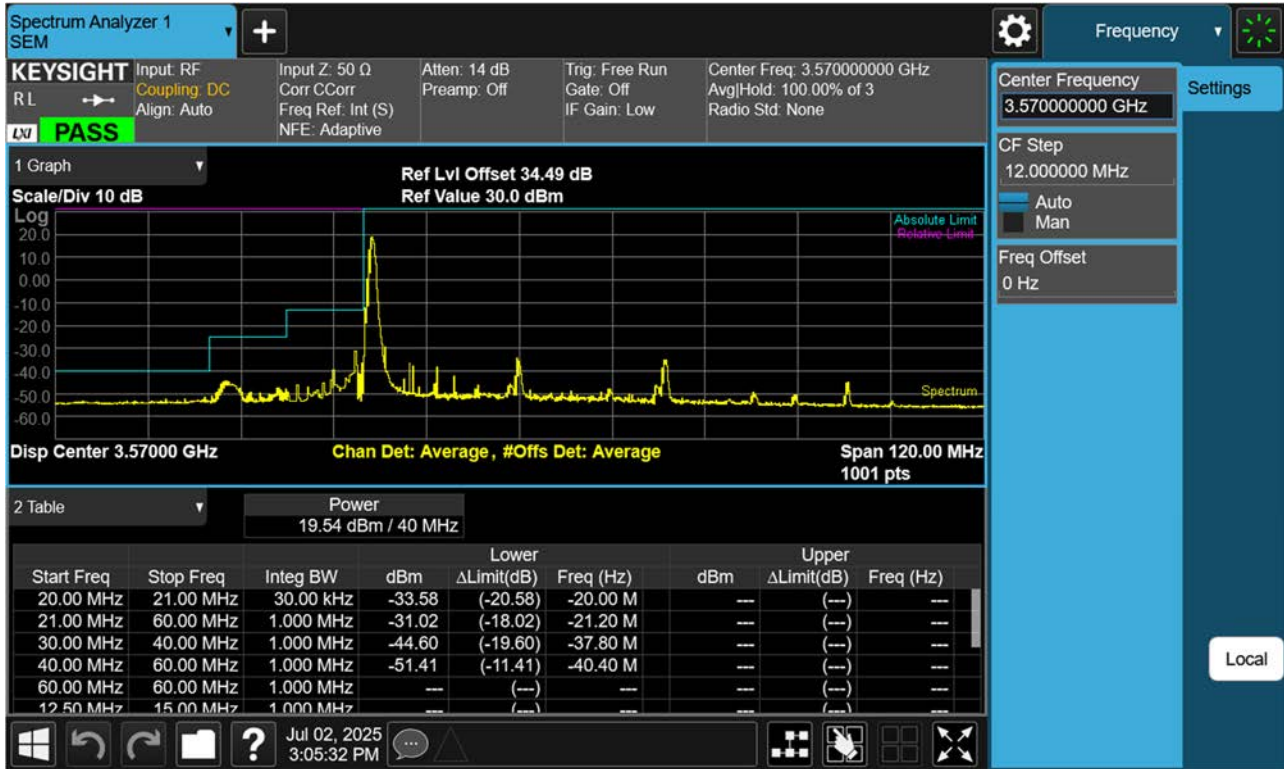 Spectrum Analyzer 1
SEM
Frequency
KEYSIGHT
R L
LXI PASS
Input: RF
Coupling: DC
Align: Auto
Input Z: 50 Ω
Corr CCorr
Freq Ref: Int (S)
NFE: Adaptive
Atten: 14 dB
Preamp: Off
Trig: Free Run
Gate: Off
IF Gain: Low
Center Freq: 3.570000000 GHz
Avg|Hold: 100.00% of 3
Radio Std: None
Center Frequency
3.570000000 GHz
Settings
CF Step
12.000000 MHz
Auto
Man
Freq Offset
0 Hz
Local
1 Graph
Scale/Div 10 dB
Ref Lvl Offset 34.49 dB
Ref Value 30.0 dBm
Log
Absolute Limit
Relative Limit
20.0
10.0
0.00
-10.0
-20.0
-30.0
-40.0
-50.0
-60.0
Spectrum
Disp Center 3.57000 GHz
Chan Det: Average, #Offs Det: Average
Span 120.00 MHz
1001 pts
2 Table
Power
19.54 dBm / 40 MHz
Lower Upper
Start Freq Stop Freq Integ BW dBm ΔLimit(dB) Freq (Hz) dBm ΔLimit(dB) Freq (Hz)
20.00 MHz 21.00 MHz 30.00 kHz -33.58 (-20.58) -20.00 M --- (---) ---
21.00 MHz 60.00 MHz 1.000 MHz -31.02 (-18.02) -21.20 M --- (---) ---
30.00 MHz 40.00 MHz 1.000 MHz -44.60 (-19.60) -37.80 M --- (---) ---
40.00 MHz 60.00 MHz 1.000 MHz -51.41 (-11.41) -40.40 M --- (---) ---
60.00 MHz 60.00 MHz 1.000 MHz --- (---) --- --- (---) ---
12.50 MHz 15.00 MHz 1.000 MHz --- (---) --- --- (---) ---
Jul 02, 2025
3:05:32 PM